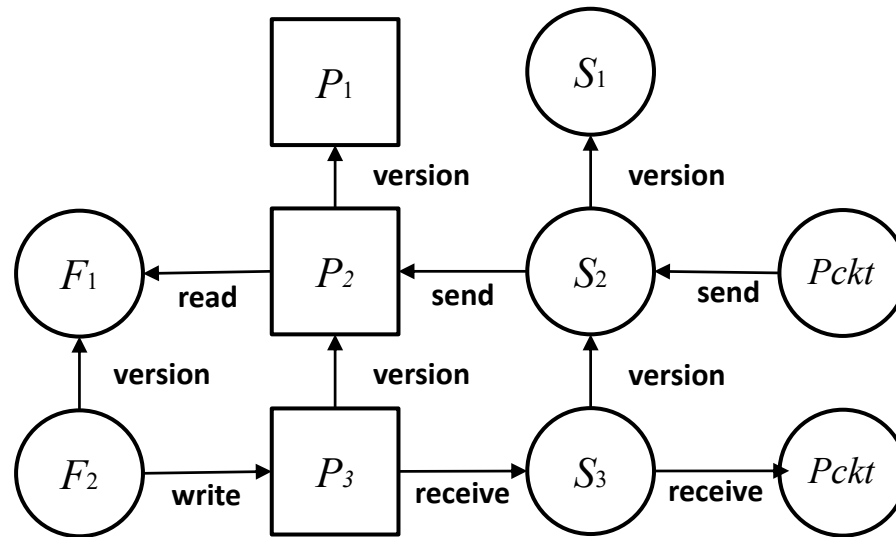 P1 S1
version version
F1 P2 S2 Pckt
read send send
version version version
F2 P3 S3 Pckt
write receive receive